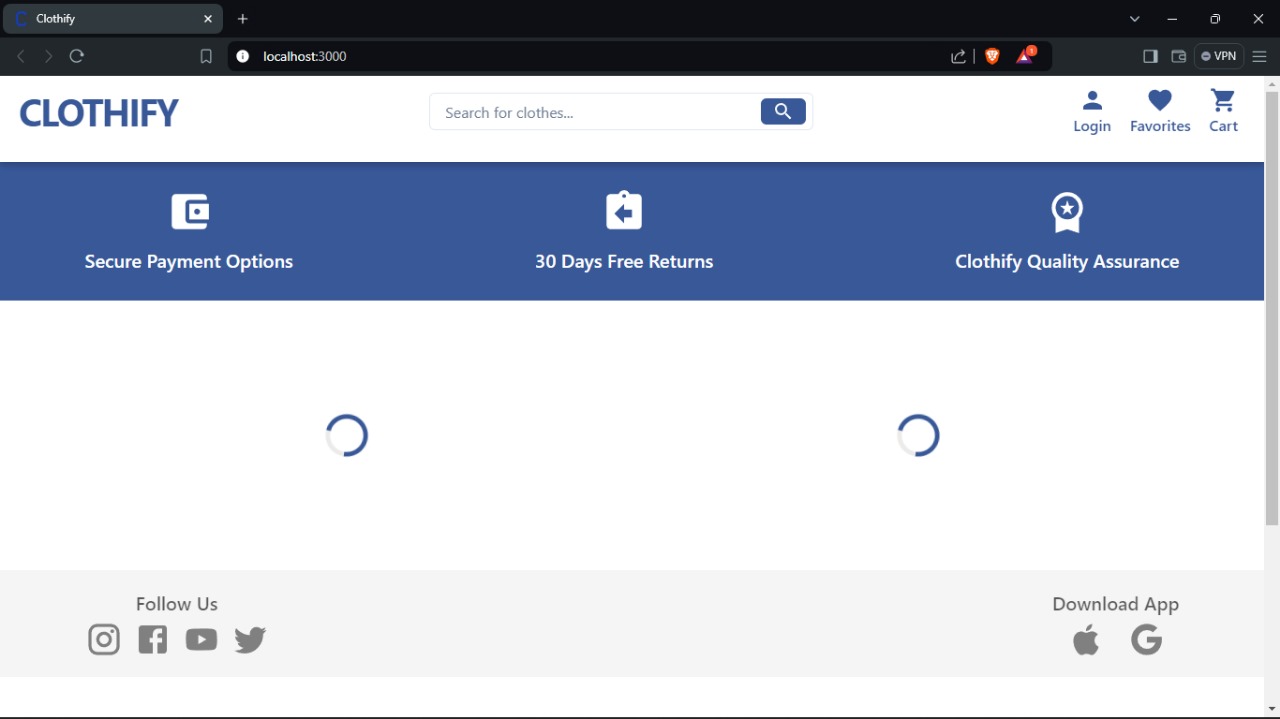 Clothify
localhost:3000
1
VPN
CLOTHIFY
Search for clothes...
Login
Favorites
Cart
Secure Payment Options
30 Days Free Returns
Clothify Quality Assurance
Follow Us
Download App